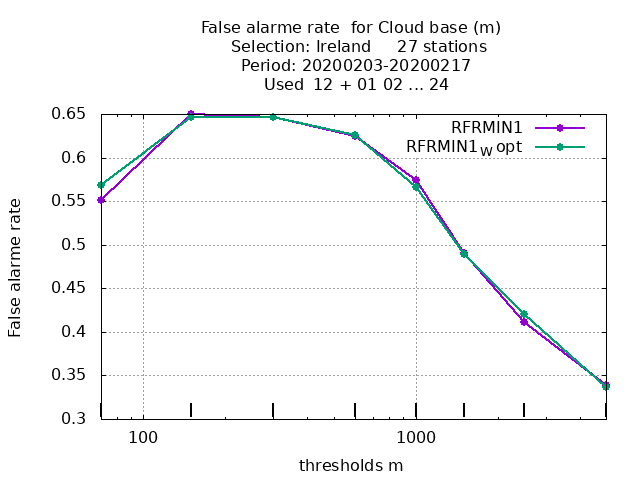 False alarme rate  for Cloud base (m)
Selection: Ireland     27 stations
Period: 20200203-20200217
Used  12 + 01 02 ... 24
RFRMIN1
RFRMIN1W opt
False alarme rate
0.65
0.6
0.55
0.5
0.45
0.4
0.35
0.3
100
1000
thresholds m